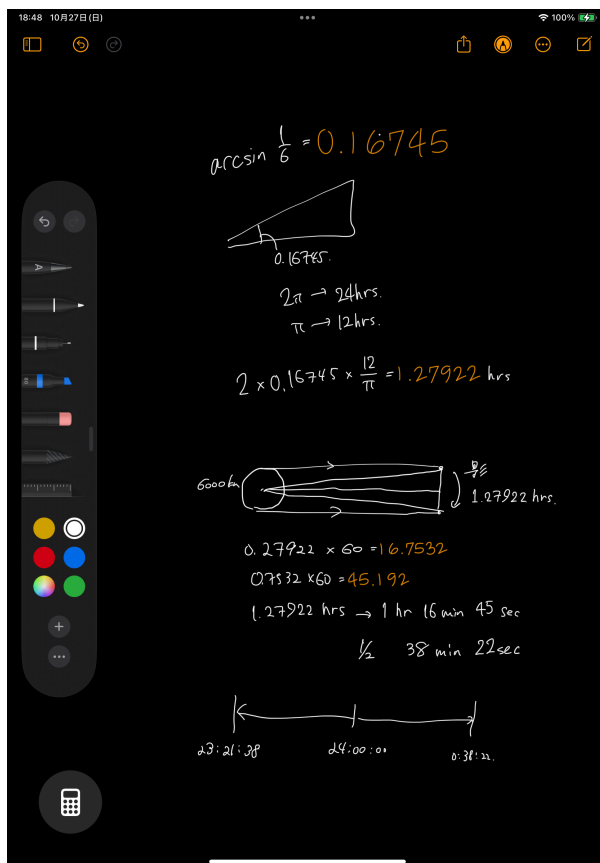 18:48 10月27日(日)
100%
arcsin 1/6 = 0.16745
0.16745.
2π → 24hrs.
π → 12hrs.
2 × 0.16745 × 12/π = 1.27922 hrs
6000km
1.27922 hrs.
0.27922 × 60 = 16.7532
0.7532 × 60 = 45.192
1.27922 hrs → 1 hr 16 min 45 sec
1/2 38 min 22 sec
23:21:38 24:00:00 0:38:22.